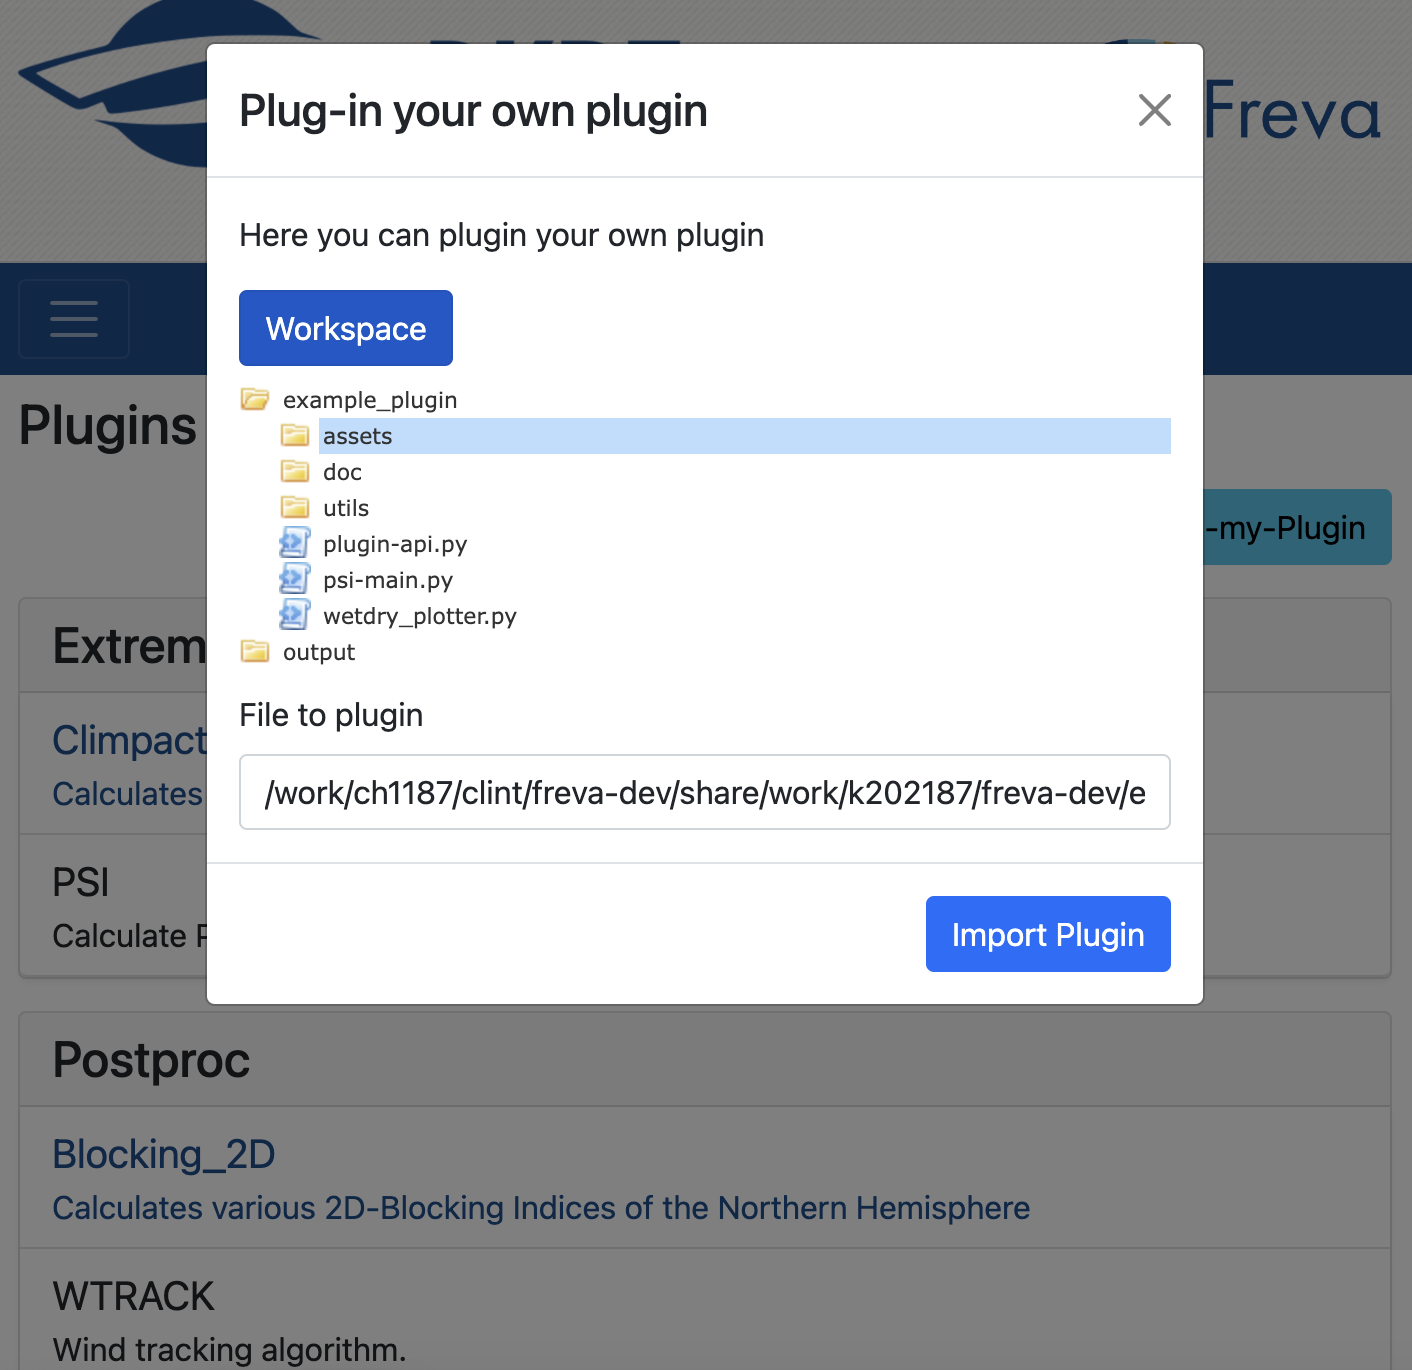 Freva
Plug-in your own plugin
Here you can plugin your own plugin
Workspace
example_plugin
assets
doc
utils
plugin-api.py
psi-main.py
wetdry_plotter.py
output
File to plugin
/work/ch1187/clint/freva-dev/share/work/k202187/freva-dev/e
Import Plugin
Plugins
-my-Plugin
Extrem
Climpact
Calculates
PSI
Calculate
Postproc
Blocking_2D
Calculates various 2D-Blocking Indices of the Northern Hemisphere
WTRACK
Wind tracking algorithm.